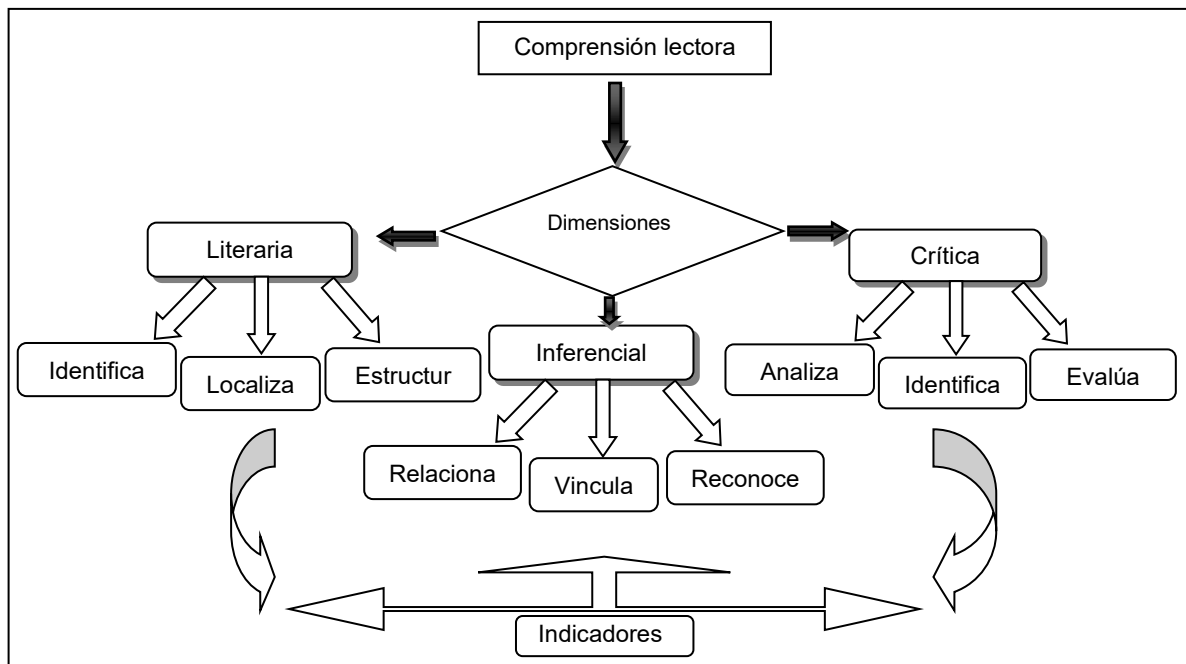 Comprensión lectora
Dimensiones
Literaria
Crítica
Inferencial
Identifica
Localiza
Estructur
Analiza
Identifica
Evalúa
Relaciona
Vincula
Reconoce
Indicadores